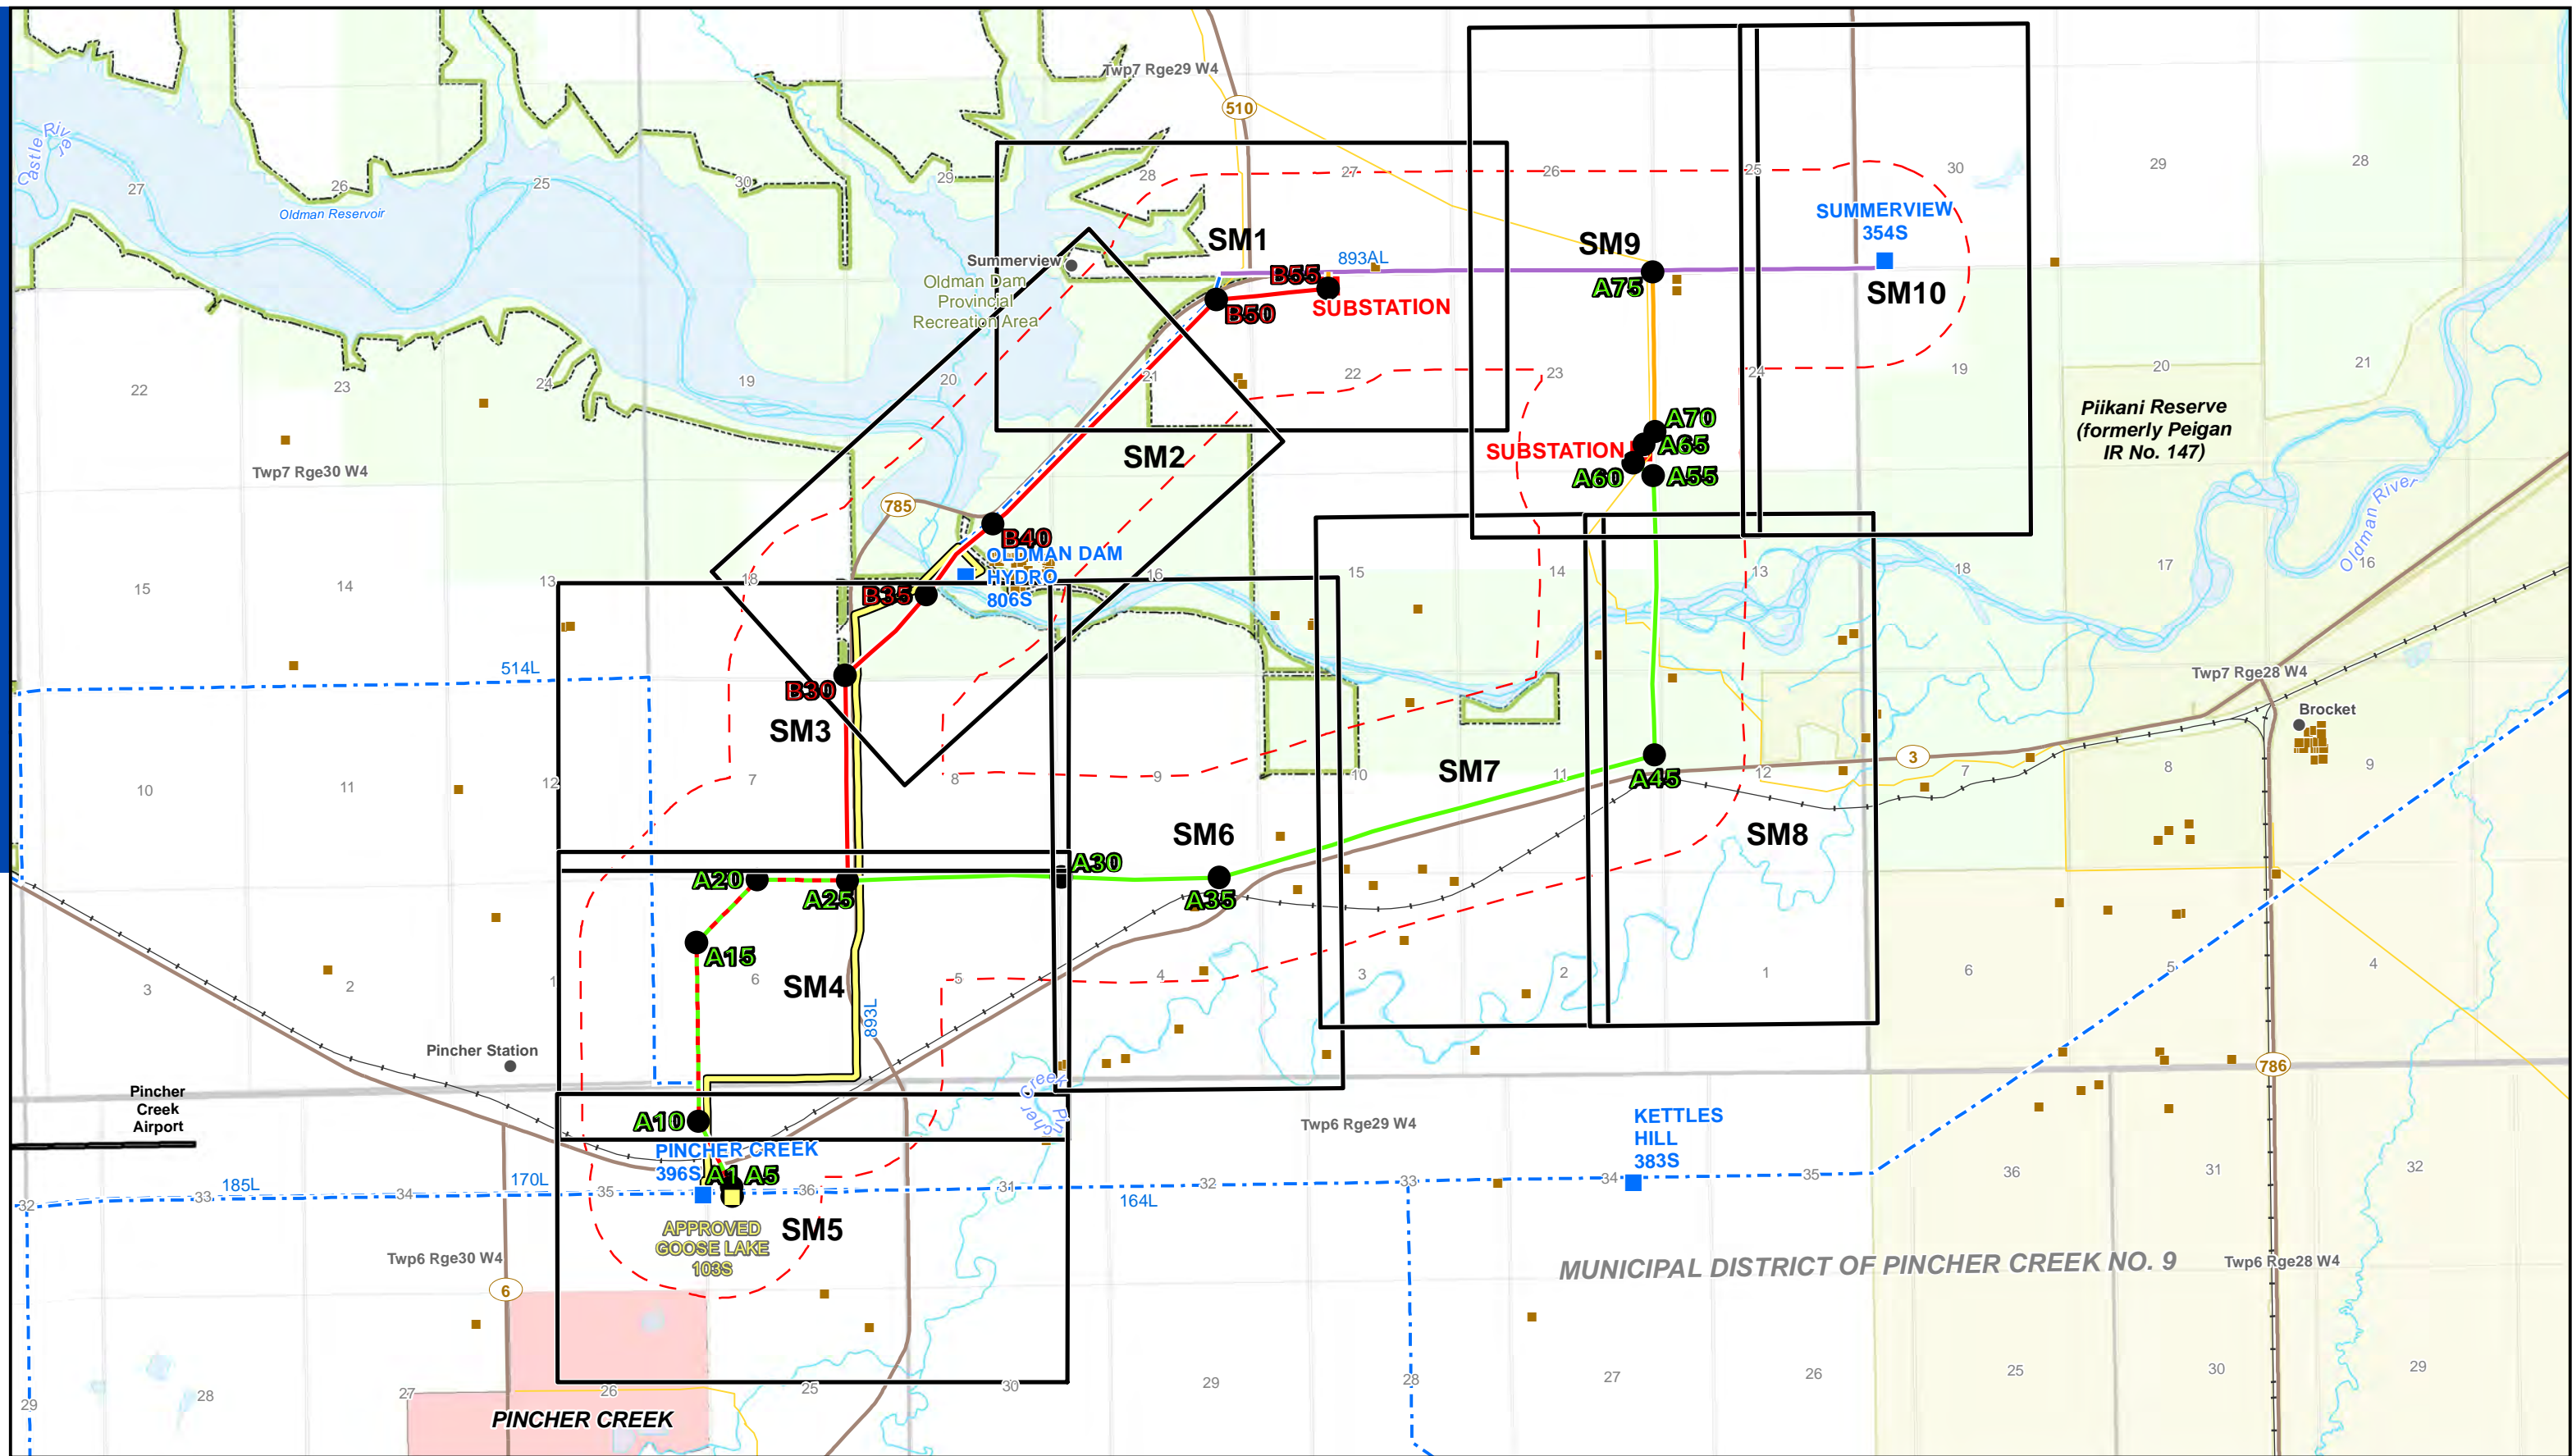 Twp7 Rge29 W4
510
Castle Riv
er
27
26
25
30
29
28
27
26
25
30
29
28
Oldman Reservoir
SUMMERVIEW
354S
SM1
SM9
893AL
Summerview
Oldman Dam
Provincial
Recreation Area
B55
A75
SM10
SUBSTATION
B50
22
23
24
19
20
21
22
23
24
19
20
21
Piikani Reserve
(formerly Peigan
IR No. 147)
A70
SM2
SUBSTATION
A65
A60
A55
Twp7 Rge30 W4
785
Oldman River
B40
OLDMAN DAM
HYDRO
806S
15
14
13
18
16
15
14
13
18
17
16
B35
514L
B30
Twp7 Rge28 W4
Brocket
SM3
SM7
3
10
11
12
7
8
9
10
11
12
7
8
9
A45
SM6
SM8
A30
A20
A25
A35
A15
SM4
3
2
1
6
5
4
3
2
1
6
5
4
893L
Pincher Station
786
Pincher
Creek
Airport
Pincher Creek
A10
Twp6 Rge29 W4
KETTLES
HILL
383S
PINCHER CREEK
396S
A1
A5
185L
170L
164L
32
33
34
35
36
31
32
33
34
35
36
31
32
APPROVED
GOOSE LAKE
103S
SM5
Twp6 Rge30 W4
MUNICIPAL DISTRICT OF PINCHER CREEK NO. 9
Twp6 Rge28 W4
6
29
28
27
26
25
30
29
28
27
26
25
30
29
PINCHER CREEK